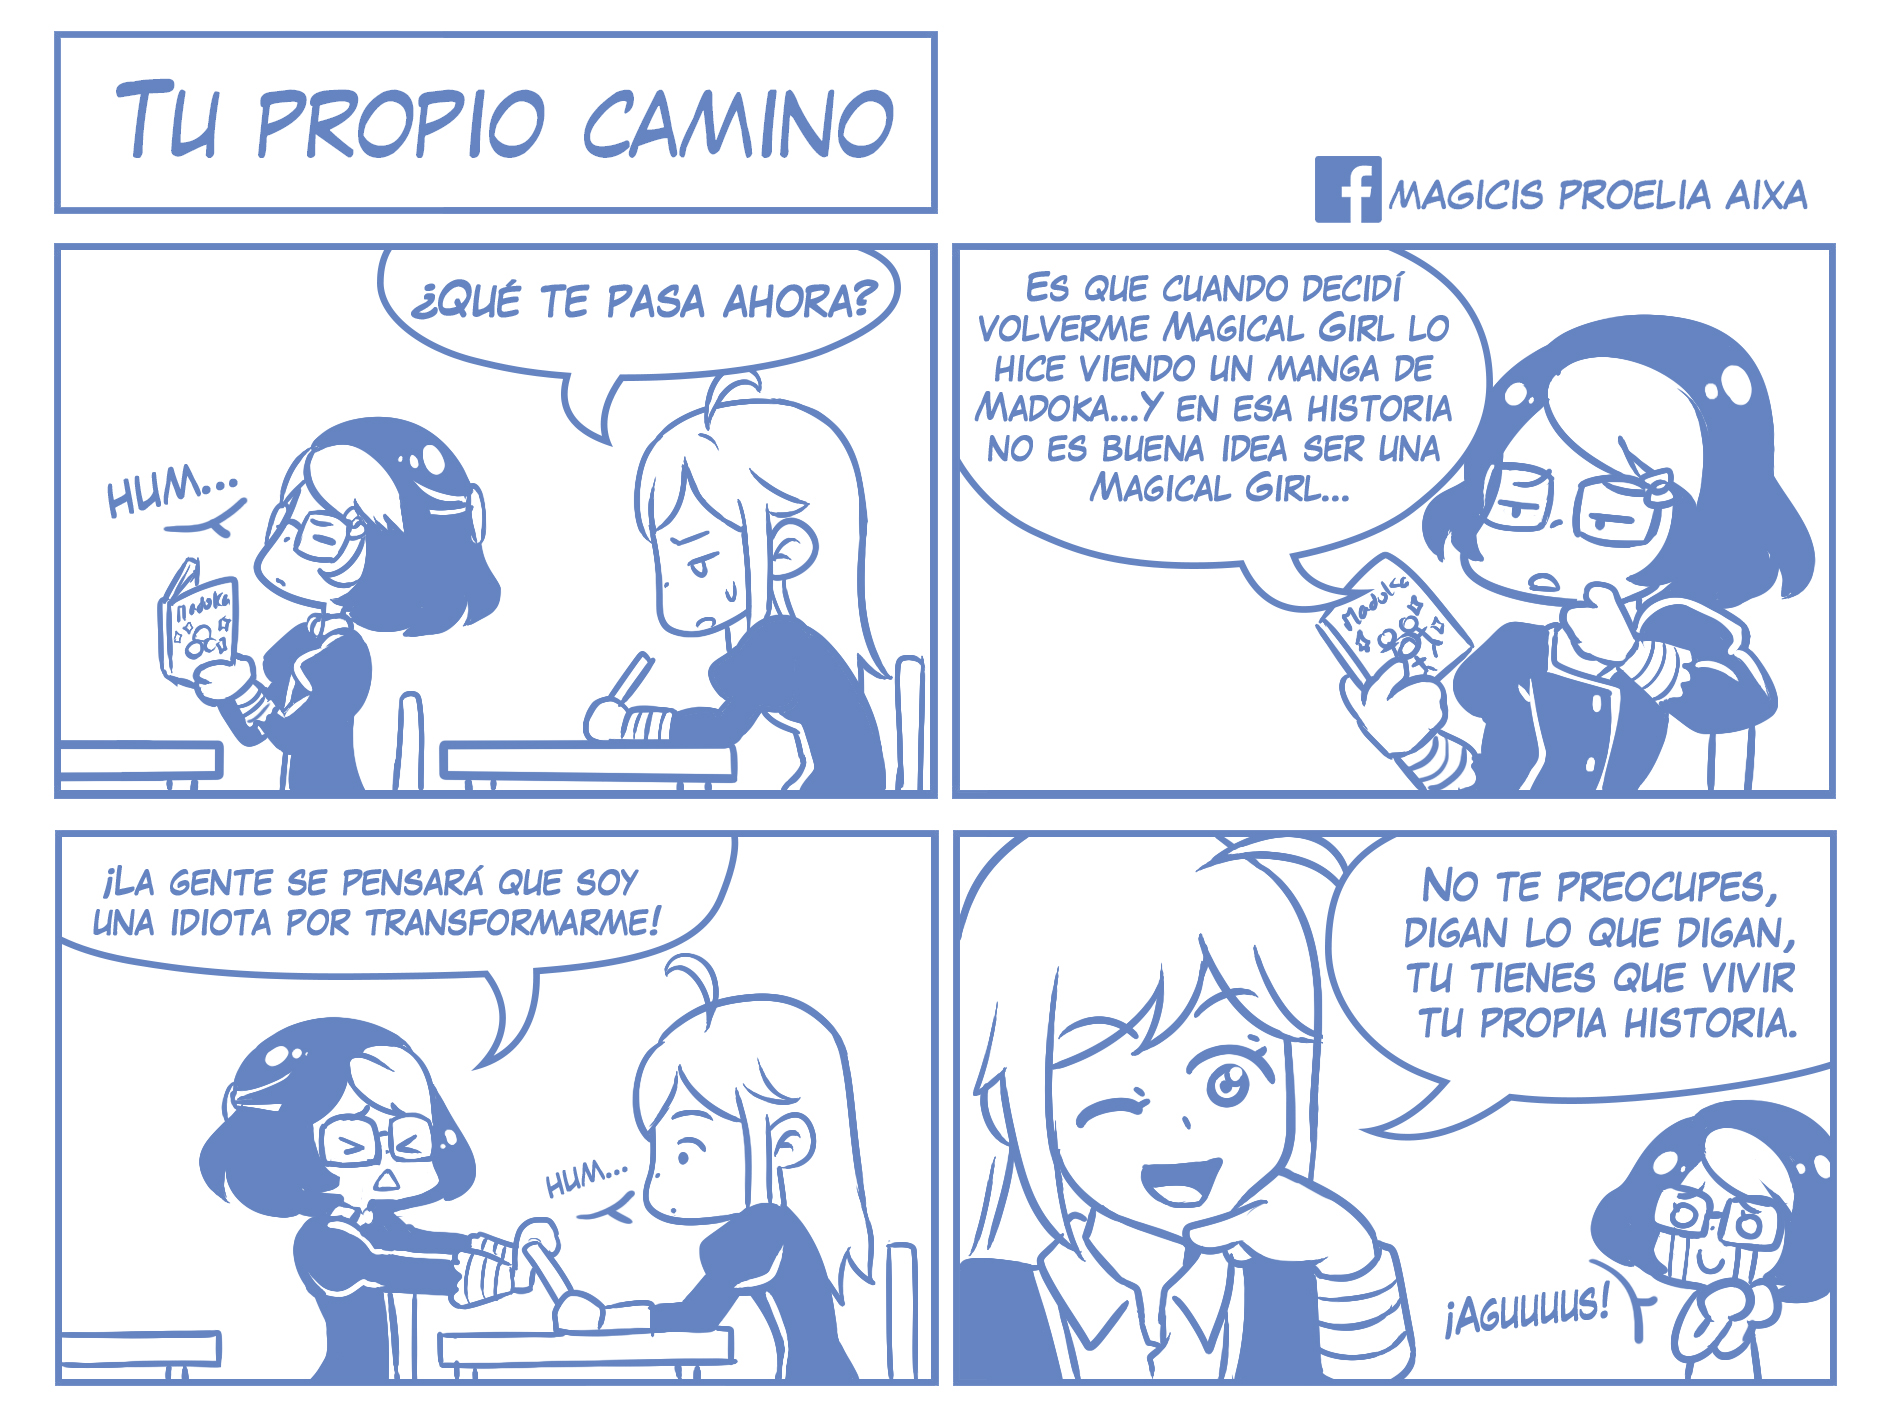 Tu propio camino
f MAGICIS PROELIA AIXA
¿Qué te pasa ahora?
HUM...
Madoka
Es que cuando decidí
volverme Magical Girl lo
hice viendo un manga de
Madoka...Y en esa historia
no es buena idea ser una
Magical Girl...
Madoka
¡La gente se pensará que soy
una idiota por transformarme!
HUM...
No te preocupes,
digan lo que digan,
tu tienes que vivir
tu propia historia.
¡Aguuuus!